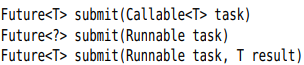 Future<T> submit(Callable<T> task)
Future<?> submit(Runnable task)
Future<T> submit(Runnable task, T result)